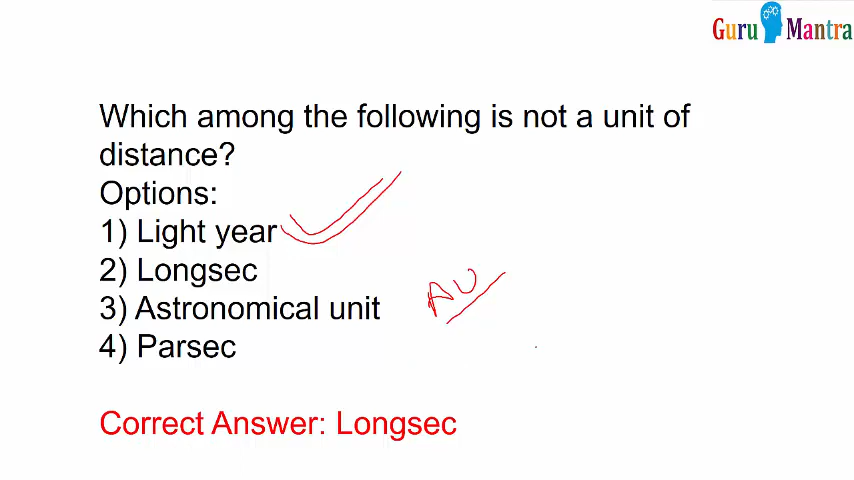 Guru Mantra
Which among the following is not a unit of
distance?
Options:
1) Light year
2) Longsec
AU
3) Astronomical unit
4) Parsec
Correct Answer: Longsec